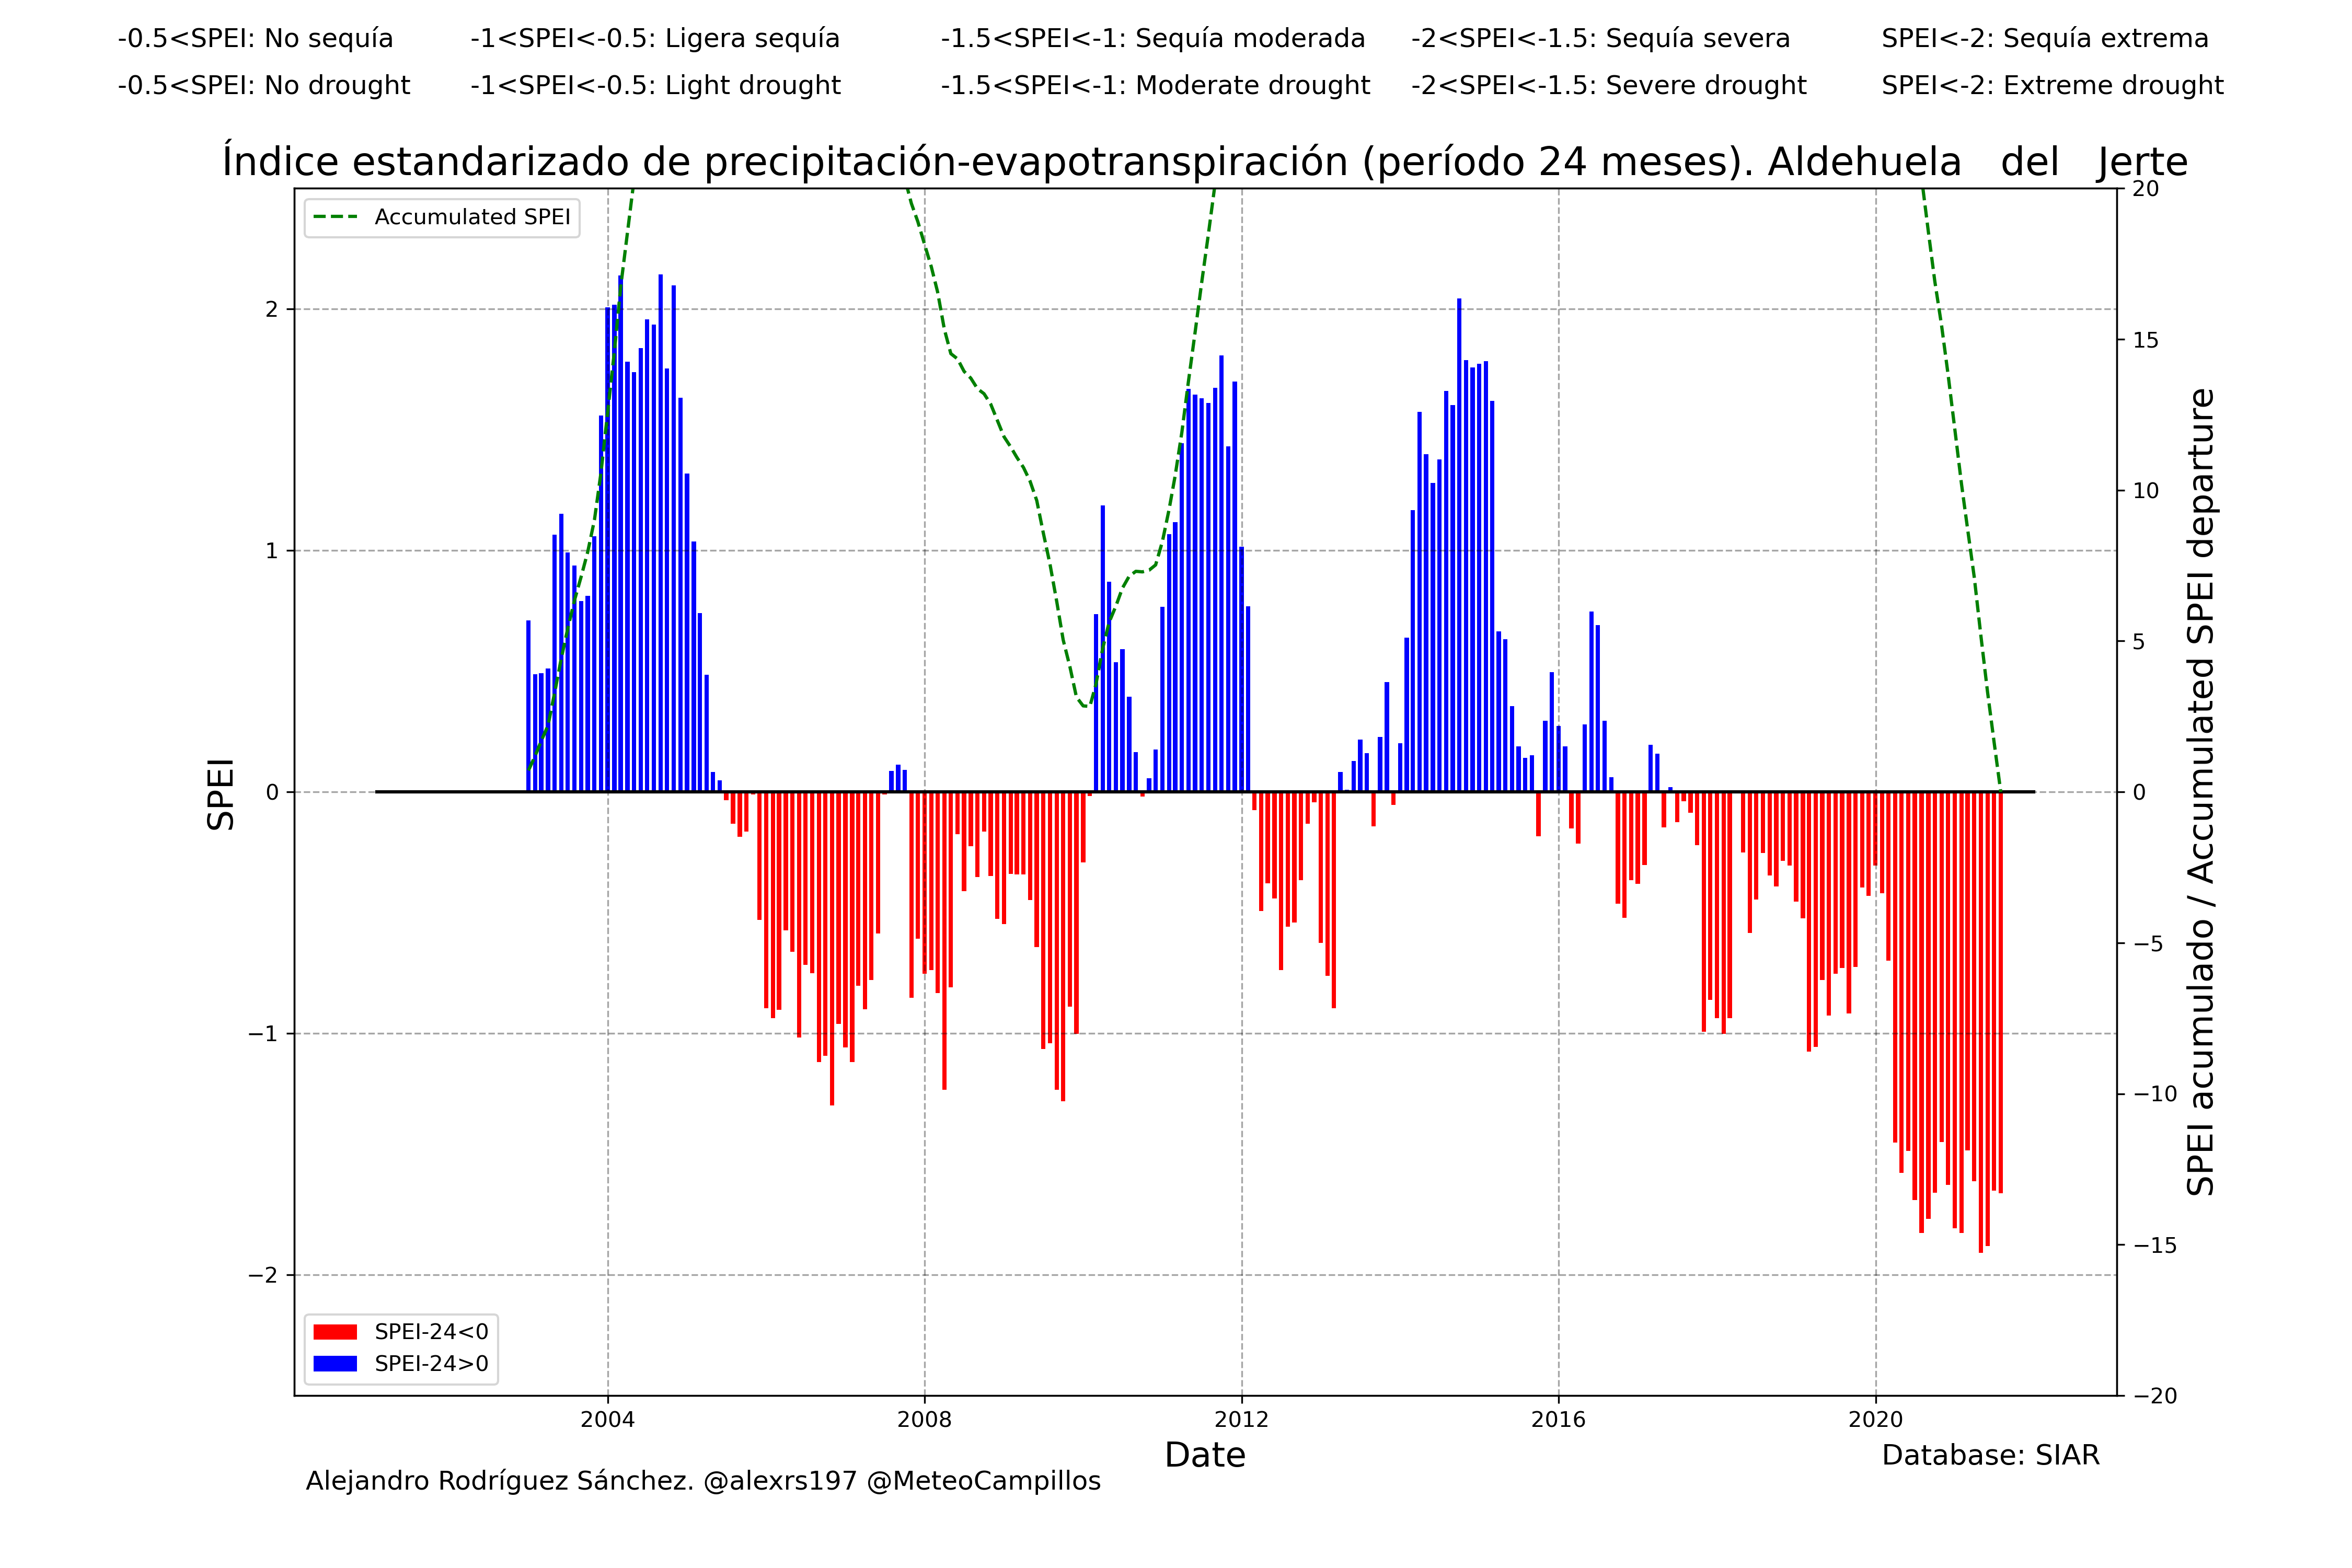 -0.5<SPEI: No sequía -1<SPEI<-0.5: Ligera sequía -1.5<SPEI<-1: Sequía moderada -2<SPEI<-1.5: Sequía severa SPEI<-2: Sequía extrema
-0.5<SPEI: No drought -1<SPEI<-0.5: Light drought -1.5<SPEI<-1: Moderate drought -2<SPEI<-1.5: Severe drought SPEI<-2: Extreme drought
Índice estandarizado de precipitación-evapotranspiración (período 24 meses). Aldehuela del Jerte
Accumulated SPEI
2
1
0
−1
−2
SPEI
20
15
10
5
0
−5
−10
−15
−20
SPEI acumulado / Accumulated SPEI departure
SPEI-24<0
SPEI-24>0
2004 2008 2012 2016 2020
Date
Database: SIAR
Alejandro Rodríguez Sánchez. @alexrs197 @MeteoCampillos